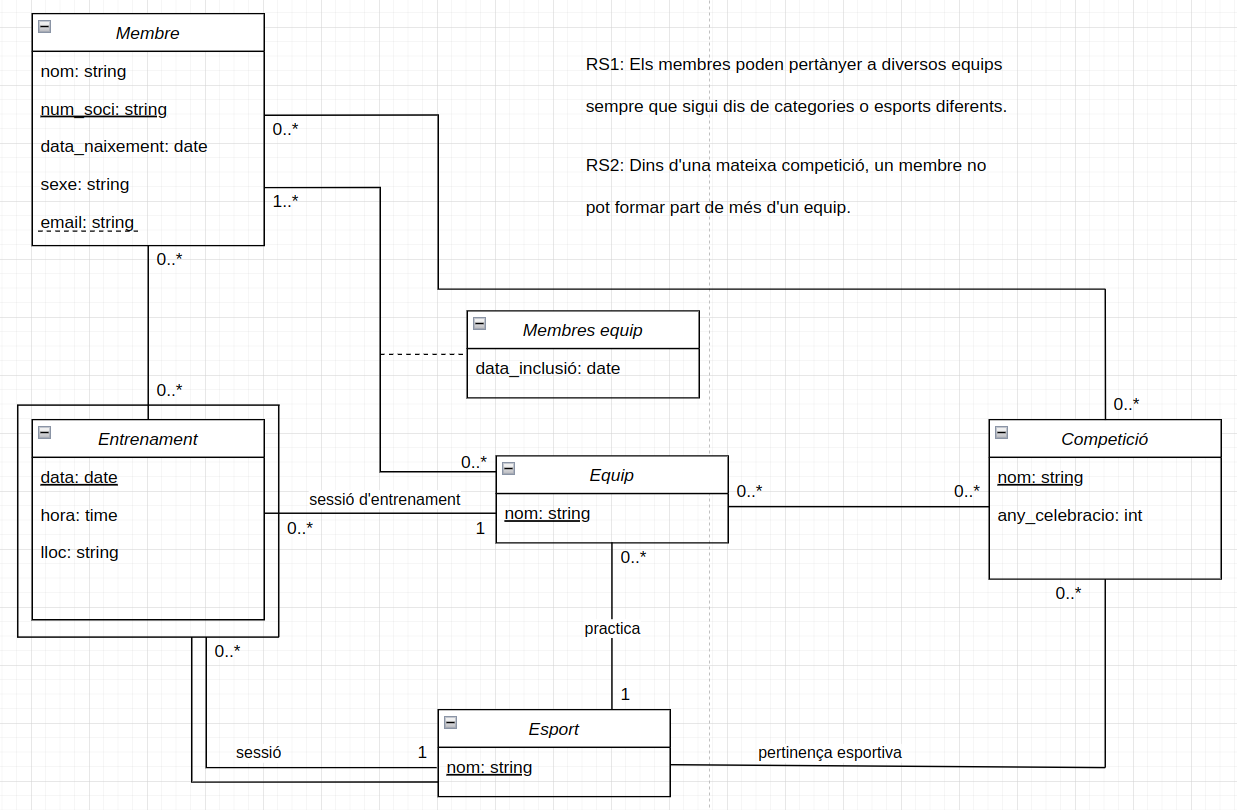 Membre
nom: string
num_soci: string
data_naixement: date
sexe: string
email: string
0..*
1..*
0..*
RS1: Els membres poden pertànyer a diversos equips
sempre que sigui dis de categories o esports diferents.
RS2: Dins d'una mateixa competició, un membre no
pot formar part de més d'un equip.
Membres equip
data_inclusió: date
0..*
Entrenament
data: date
hora: time
lloc: string
sessió d'entrenament
0..*
1
0..*
Equip
nom: string
0..*
0..*
0..*
Competició
nom: string
any_celebracio: int
0..*
0..*
practica
1
0..*
sessió
1
Esport
nom: string
pertinença esportiva